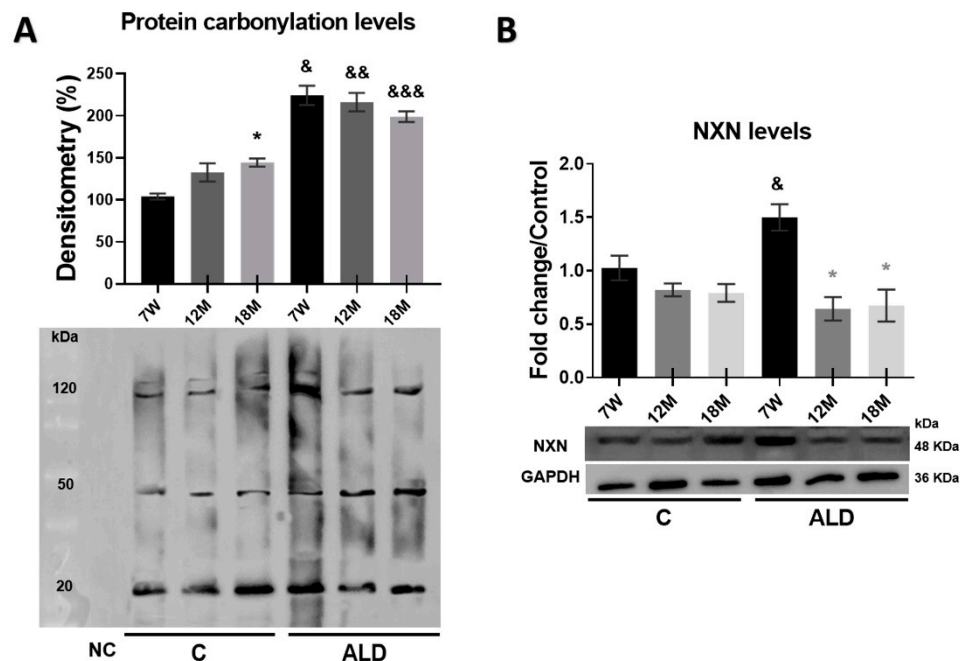 A
Protein carbonylation levels
Densitometry (%)
250
200
150
100
50
0
*
&
&&
&&&
7W
12M
18M
7W
12M
18M
kDa
120
50
20
NC
C
ALD
B
NXN levels
Fold change/Control
2.0
1.5
1.0
0.5
0.0
&
*
*
7W
12M
18M
7W
12M
18M
kDa
NXN
48 KDa
GAPDH
36 KDa
C
ALD